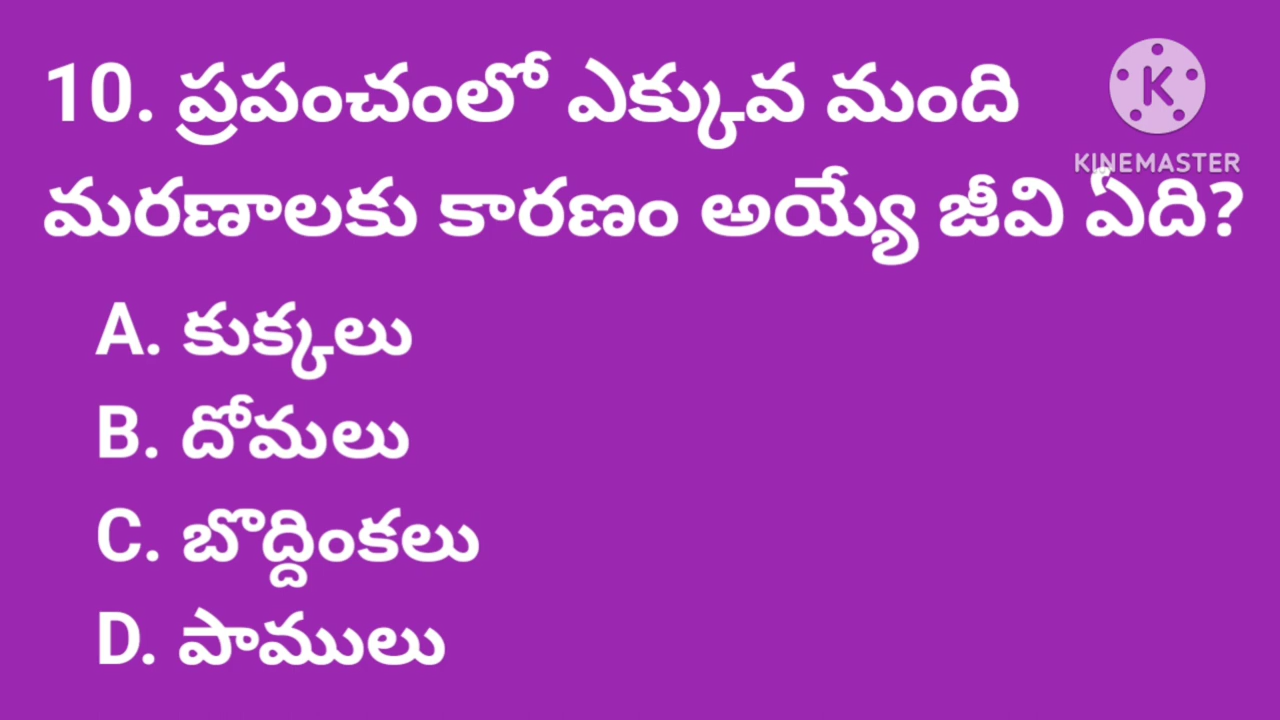 10. ప్రపంచంలో ఎక్కువ మంది
మరణాలకు కారణం అయ్యే జీవి ఏది?
A. కుక్కలు
B. దోమలు
C. బొద్దింకలు
D. పాములు
K
KINEMASTER